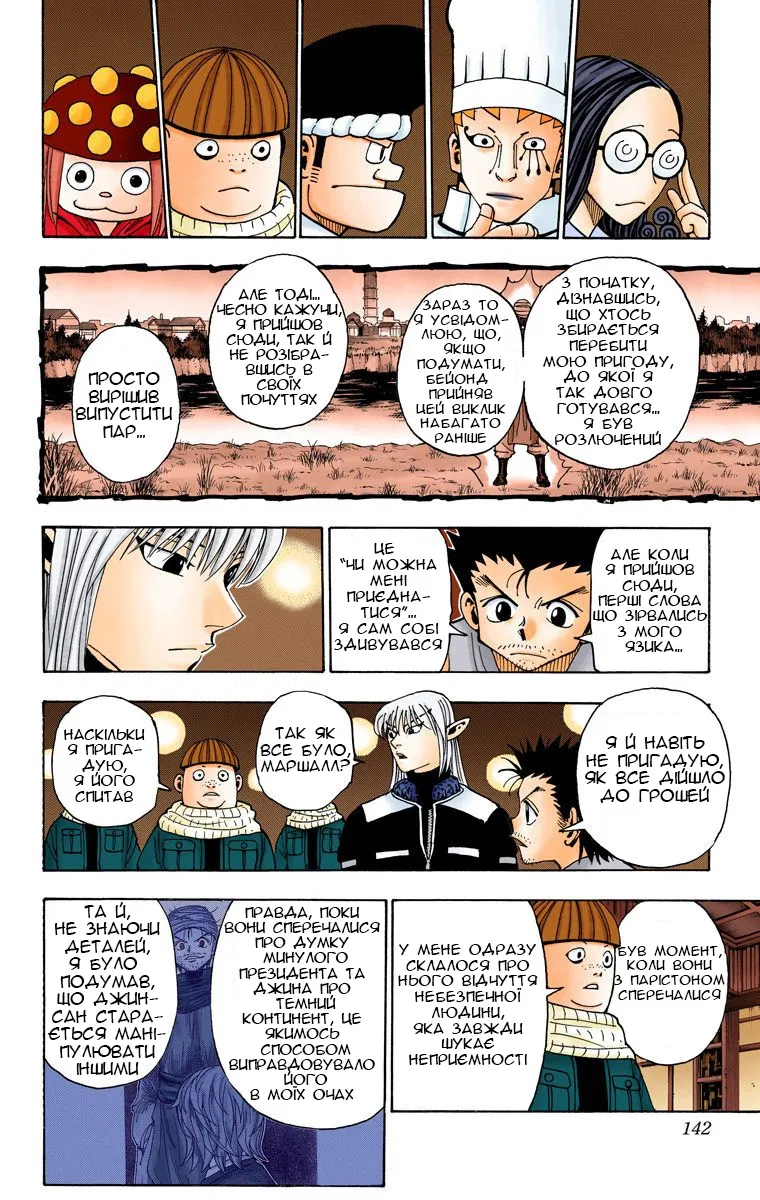 З ПОЧАТКУ,
ДІЗНАВШИСЬ,
ЩО ХТОСЬ
ЗБИРАЄТЬСЯ
ПЕРЕБИТИ
МОЮ ПРИГОДУ,
ДО ЯКОЇ Я
ТАК ДОВГО
ГОТУВАВСЯ...
Я БУВ
РОЗЛЮЧЕНИЙ
ЗАРАЗ ТО
Я УСВІДОМ-
ЛЮЮ, ЩО,
ЯКЩО
ПОДУМАТИ,
БЕЙОНД
ПРИЙНЯВ
ЦЕЙ ВИКЛИК
НАБАГАТО
РАНІШЕ
АЛЕ ТОДІ...
ЧЕСНО КАЖУЧИ,
Я ПРИЙШОВ
СЮДИ, ТАК Й
НЕ РОЗІБРА-
ВШИСЬ В
СВОЇХ
ПОЧУТТЯХ
ПРОСТО
ВИРІШИВ
ВИПУСТИТИ
ПАР...
АЛЕ КОЛИ
Я ПРИЙШОВ
СЮДИ,
ПЕРШІ СЛОВА
ЩО ЗІРВАЛИСЬ
З МОГО
ЯЗИКА...
ЦЕ
"ЧИ МОЖНА
МЕНІ
ПРИЄДНА-
ТИСЯ"...
Я САМ СОБІ
ЗДИВУВАВСЯ
Я Й НАВІТЬ
НЕ ПРИГАДУЮ,
ЯК ВСЕ ДІЙШЛО
ДО ГРОШЕЙ
ТАК ЯК
ВСЕ БУЛО,
МАРШАЛЛ?
НАСКІЛЬКИ
Я ПРИГА-
ДУЮ,
Я ЙОГО
СПИТАВ
БУВ МОМЕНТ,
КОЛИ ВОНИ
З ПАРІСТОНОМ
СПЕРЕЧАЛИСЯ
У МЕНЕ ОДРАЗУ
СКЛАЛОСЯ ПРО
НЬОГО ВІДЧУТТЯ
НЕБЕЗПЕЧНОЇ
ЛЮДИНИ,
ЯКА ЗАВЖДИ
ШУКАЄ
НЕПРИЄМНОСТІ
ПРАВДА, ПОКИ
ВОНИ СПЕРЕЧАЛИСЯ
ПРО ДУМКУ
МИНУЛОГО
ПРЕЗИДЕНТА ТА
ДЖИНА ПРО
ТЕМНИЙ
КОНТИНЕНТ, ЦЕ
ЯКИМОСЬ
СПОСОБОМ
ВИПРАВДОВУВАЛО
ЙОГО
В МОЇХ ОЧАХ
ТА Й,
НЕ ЗНАЮЧИ
ДЕТАЛЕЙ,
Я БУЛО
ПОДУМАВ,
ЩО ДЖИН-
САН СТАРА-
ЄТЬСЯ МАНІ-
ПУЛЮВАТИ
ІНШИМИ
142